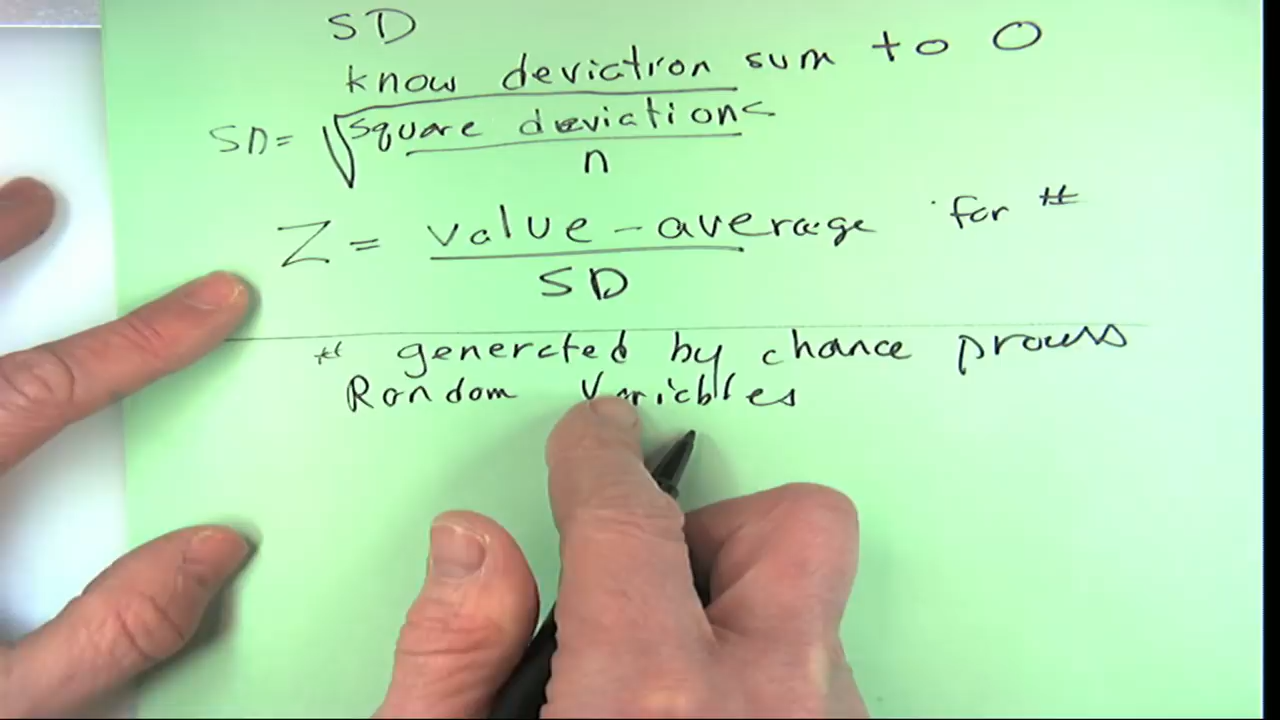 SD
know deviation sum to 0
SD = √square deviations
n
Z = value - average for #
SD
# generated by chance process
Random Variables